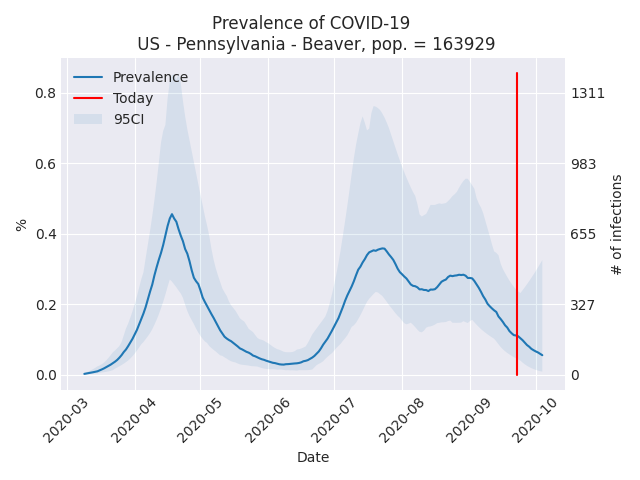 Prevalence of COVID-19
US - Pennsylvania - Beaver, pop. = 163929
Prevalence
Today
95CI
%
0.8
0.6
0.4
0.2
0.0
1311
983
655
327
0
# of infections
2020-03
2020-04
2020-05
2020-06
2020-07
2020-08
2020-09
2020-10
Date